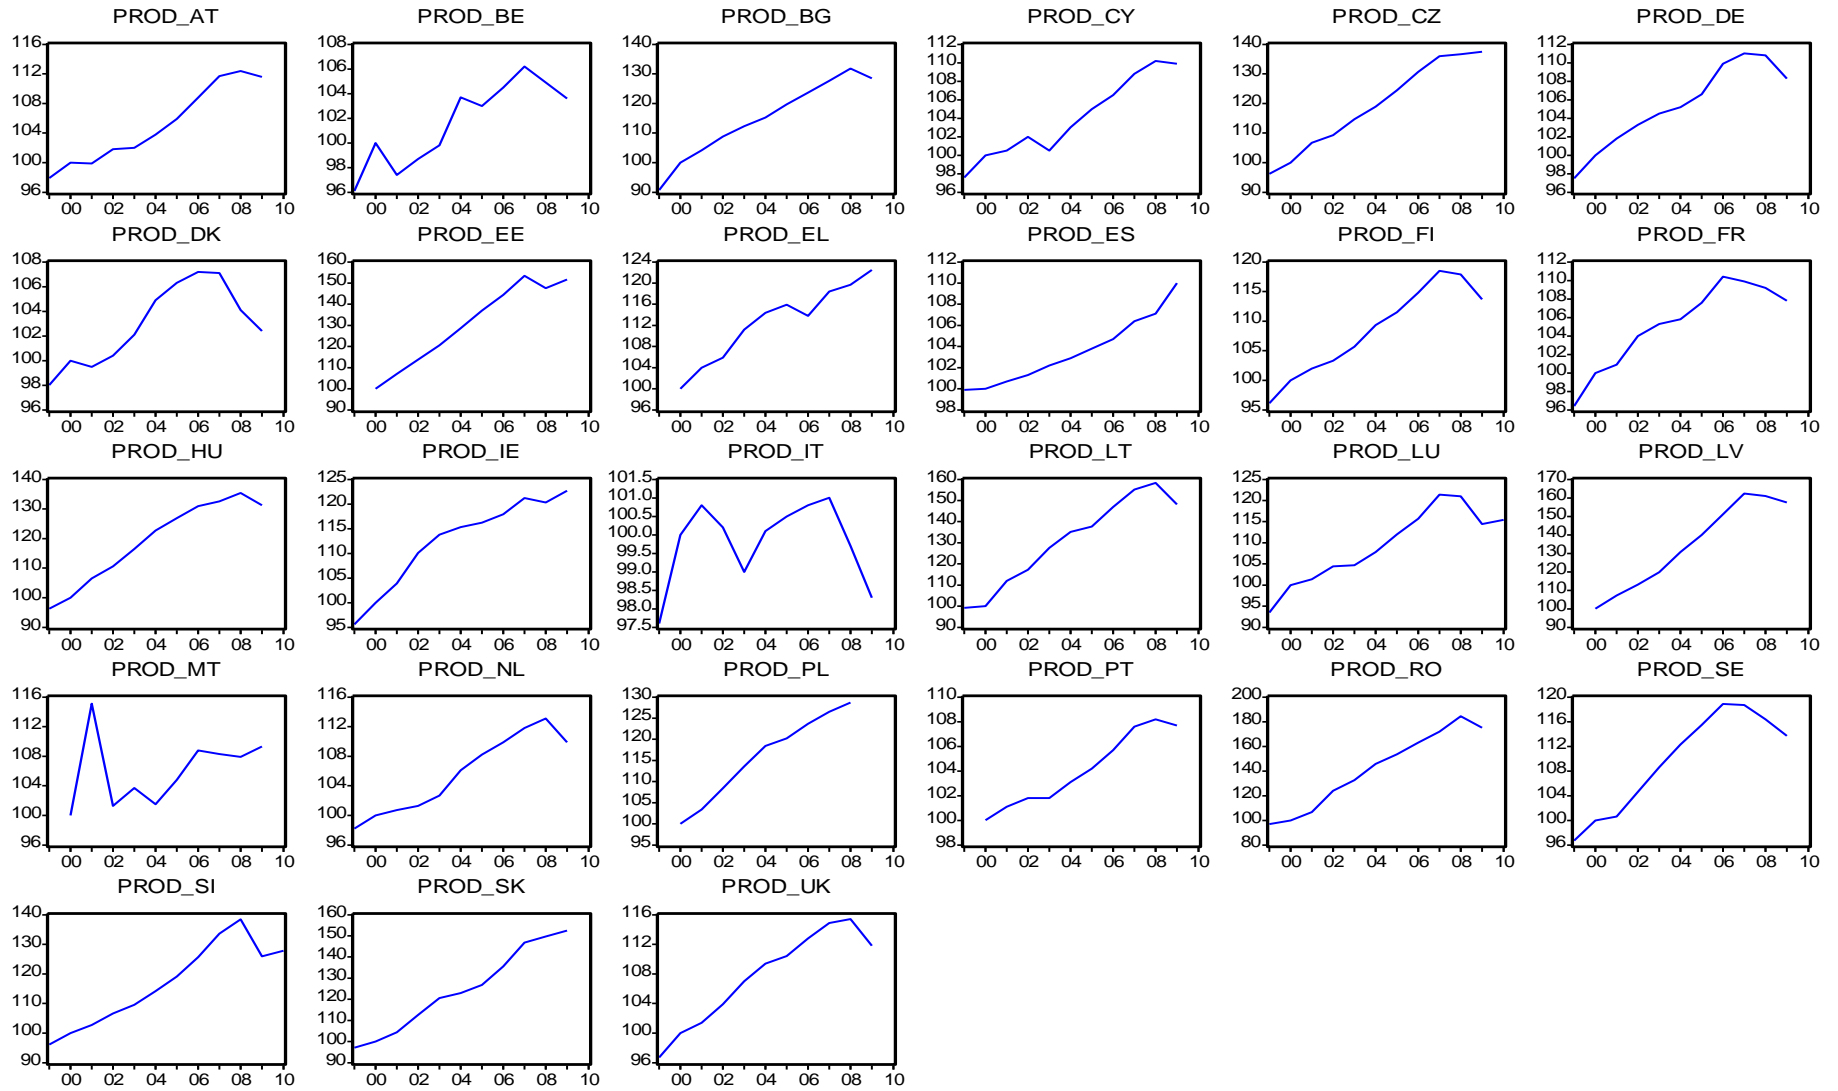 PROD_AT PROD_BE PROD_BG PROD_CY PROD_CZ PROD_DE
116 108 140 112 140 112
112 106 130 110 130 110
108 104 120 108 120 108
104 102 110 106 110 106
100 100 100 104 100 104
96 98 90 102 90 102
96 100 100
98 98
96 96
00 02 04 06 08 10 00 02 04 06 08 10 00 02 04 06 08 10 00 02 04 06 08 10 00 02 04 06 08 10 00 02 04 06 08 10
PROD_DK PROD_EE PROD_EL PROD_ES PROD_FI PROD_FR
108 160 124 112 120 112
106 150 120 110 115 110
104 140 116 108 110 108
102 130 112 106 105 106
100 120 108 104 100 104
98 110 104 102 95 102
96 100 100 100 100
90 96 98 98
96
00 02 04 06 08 10 00 02 04 06 08 10 00 02 04 06 08 10 00 02 04 06 08 10 00 02 04 06 08 10 00 02 04 06 08 10
PROD_HU PROD_IE PROD_IT PROD_LT PROD_LU PROD_LV
140 125 101.5 160 125 170
130 120 101.0 150 120 160
120 115 100.5 140 115 150
110 110 100.0 130 110 140
100 105 99.5 120 105 130
90 100 99.0 110 100 120
95 98.5 100 95 110
98.0 90 90 100
97.5 90
00 02 04 06 08 10 00 02 04 06 08 10 00 02 04 06 08 10 00 02 04 06 08 10 00 02 04 06 08 10 00 02 04 06 08 10
PROD_MT PROD_NL PROD_PL PROD_PT PROD_RO PROD_SE
116 116 130 110 200 120
112 112 125 108 180 116
108 108 120 106 160 112
104 104 115 104 140 108
100 100 110 102 120 104
96 96 105 100 100 100
100 98 80 96
95
00 02 04 06 08 10 00 02 04 06 08 10 00 02 04 06 08 10 00 02 04 06 08 10 00 02 04 06 08 10 00 02 04 06 08 10
PROD_SI PROD_SK PROD_UK
140 160 116
130 150 112
120 140 108
110 130 104
100 120 100
90 110 96
100
90
00 02 04 06 08 10 00 02 04 06 08 10 00 02 04 06 08 10